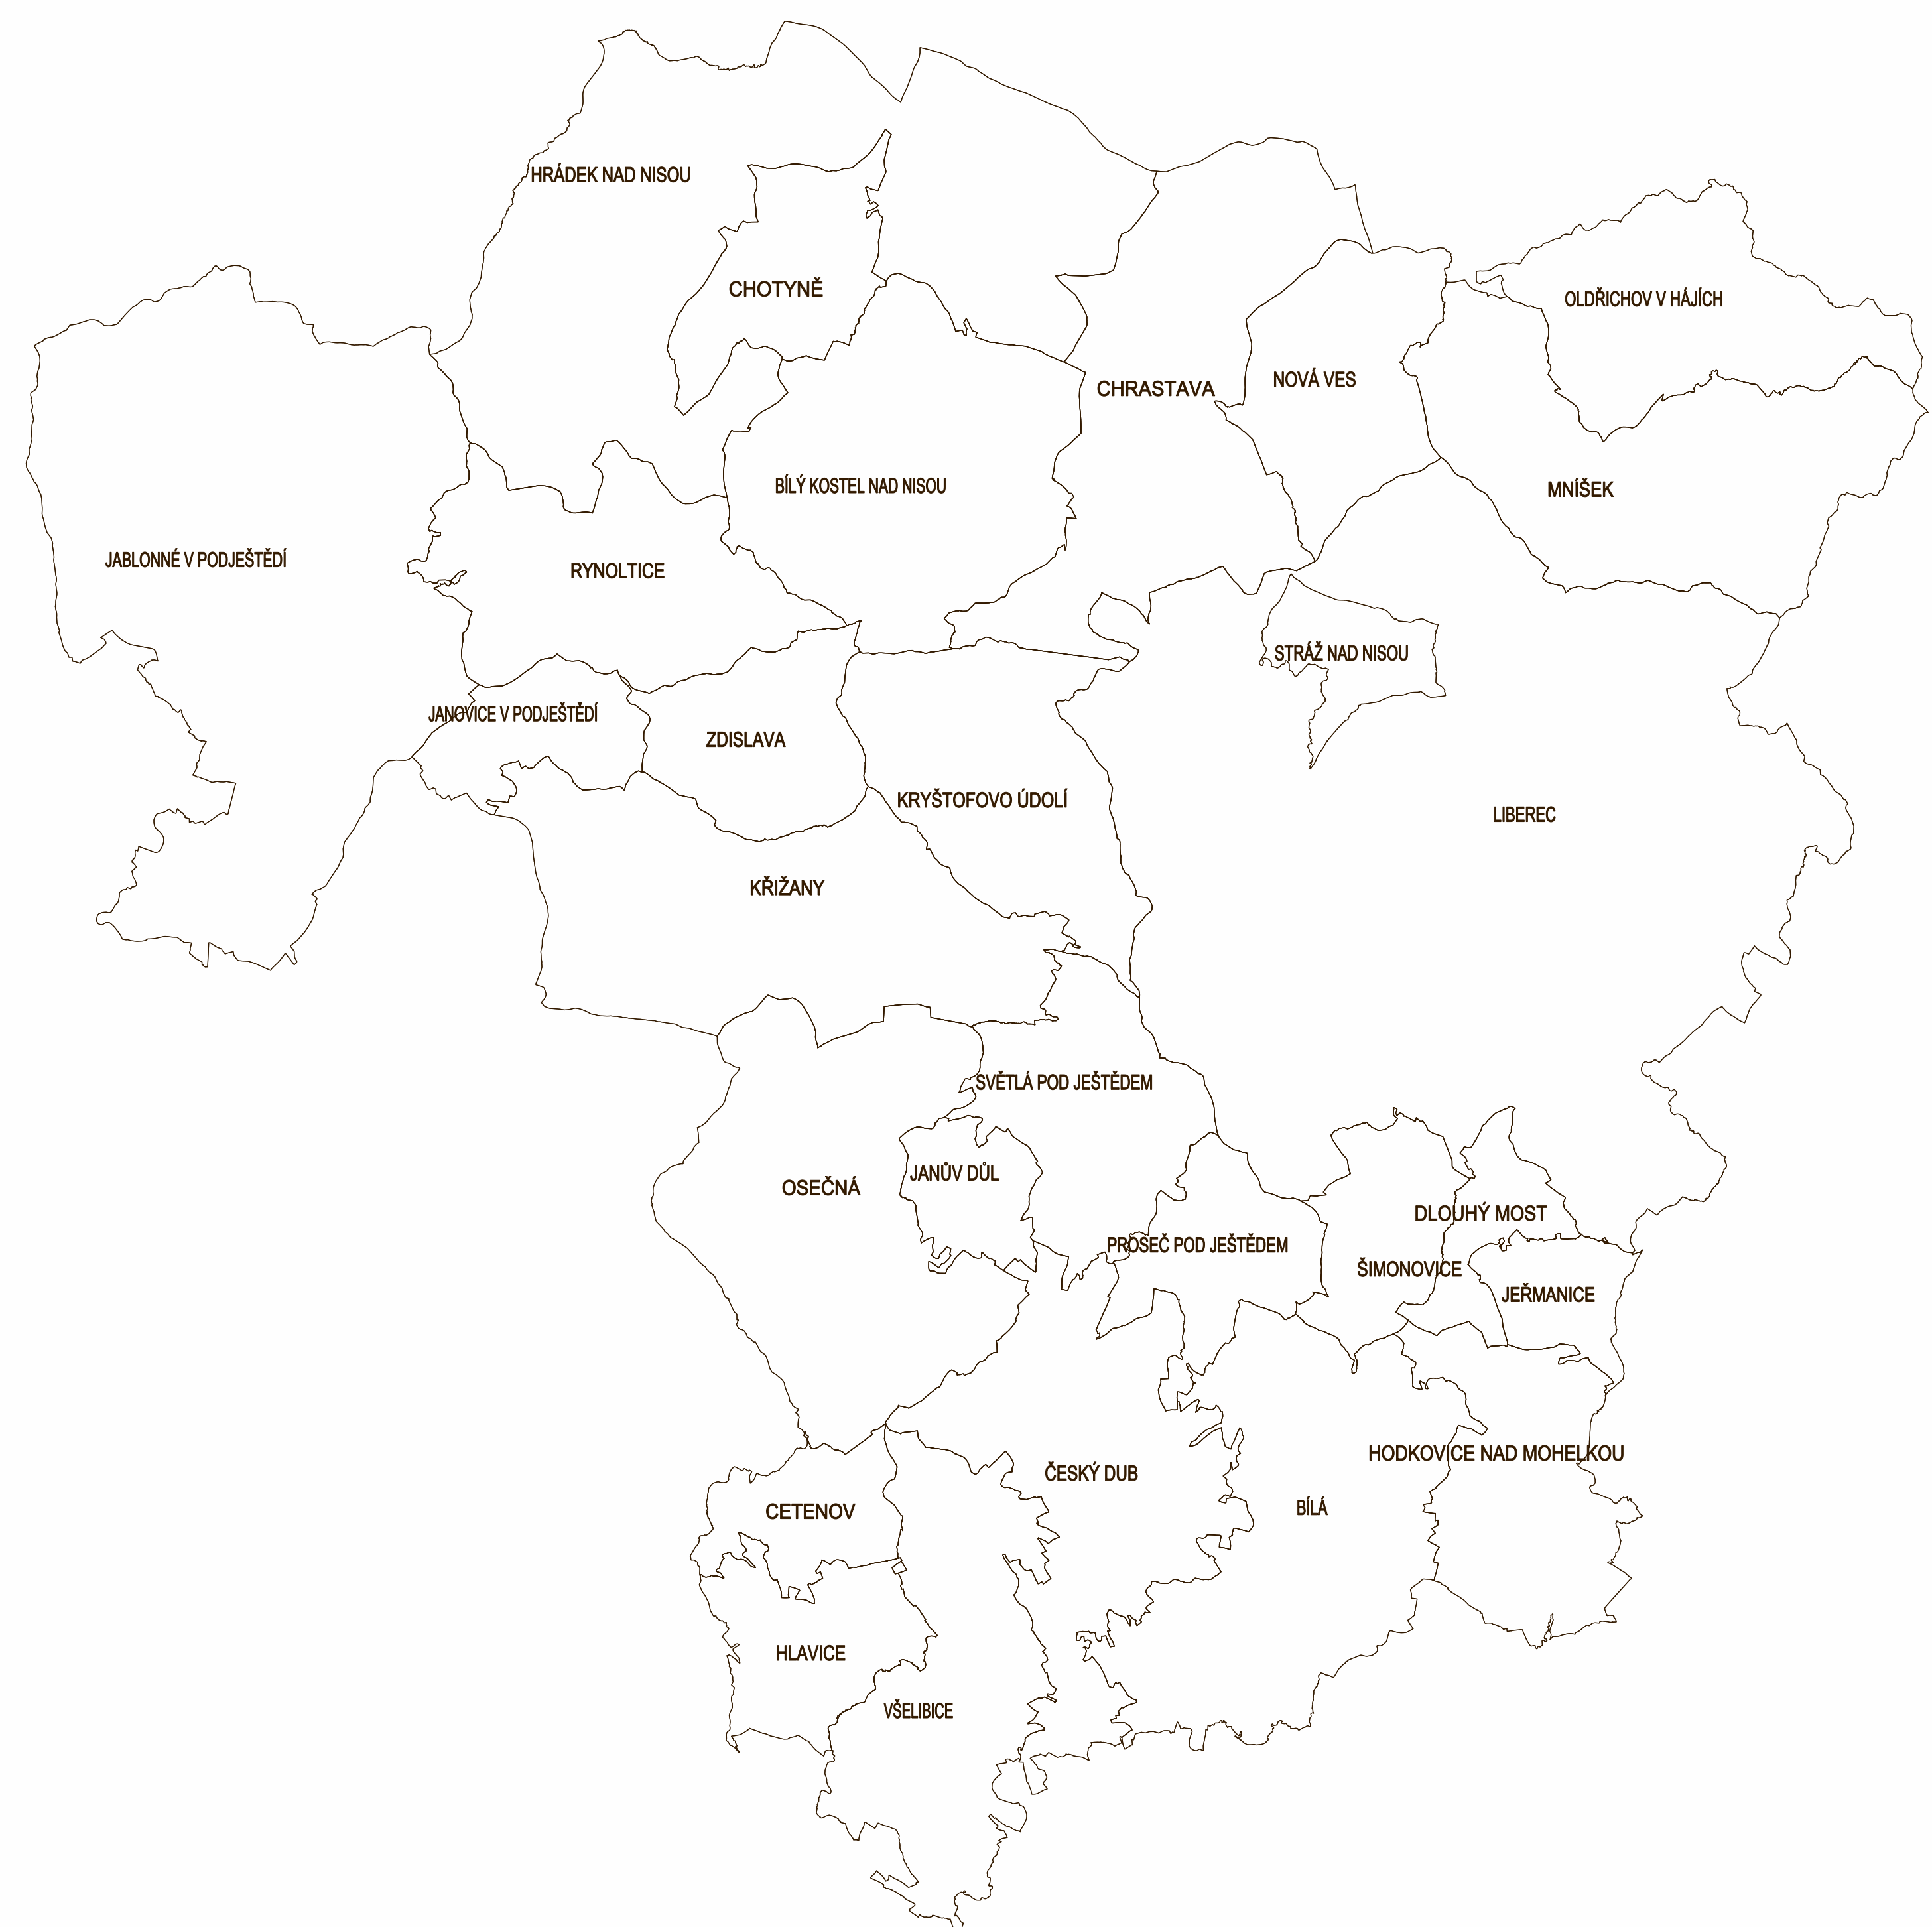 HRÁDEK NAD NISOU
CHOTYNĚ
OLDŘICHOV V HÁJÍCH
NOVÁ VES
CHRASTAVA
BÍLÝ KOSTEL NAD NISOU
MNÍŠEK
JABLONNÉ V PODJEŠTĚDÍ
RYNOLTICE
STRÁŽ NAD NISOU
JANOVICE V PODJEŠTĚDÍ
ZDISLAVA
KRYŠTOFOVO ÚDOLÍ
LIBEREC
KŘIŽANY
SVĚTLÁ POD JEŠTĚDEM
JANŮV DŮL
OSEČNÁ
DLOUHÝ MOST
PROSEČ POD JEŠTĚDEM
ŠIMONOVICE
JEŘMANICE
HODKOVICE NAD MOHELKOU
ČESKÝ DUB
BÍLÁ
CETENOV
HLAVICE
VŠELIBICE